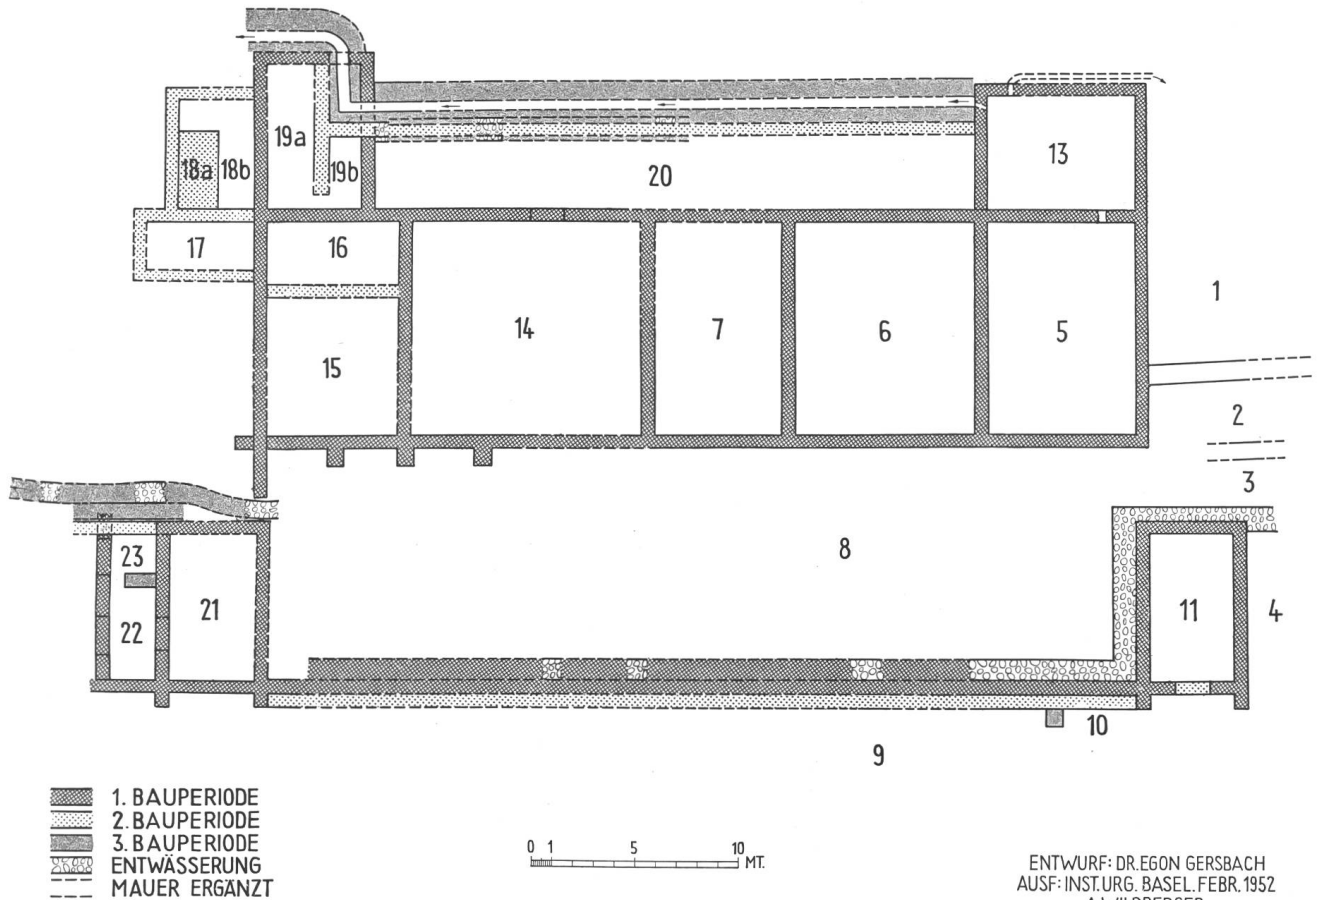 19a
13
18a
18b
19b
20
17
16
1
14
7
6
5
15
2
3
23
8
21
11
4
22
10
9
1. BAUPERIODE
2. BAUPERIODE
3. BAUPERIODE
ENTWÄSSERUNG
MAUER ERGÄNZT
0 1 5 10 MT.
ENTWURF: DR. EGON GERSBACH
AUSF: INST. URG. BASEL. FEBR. 1952